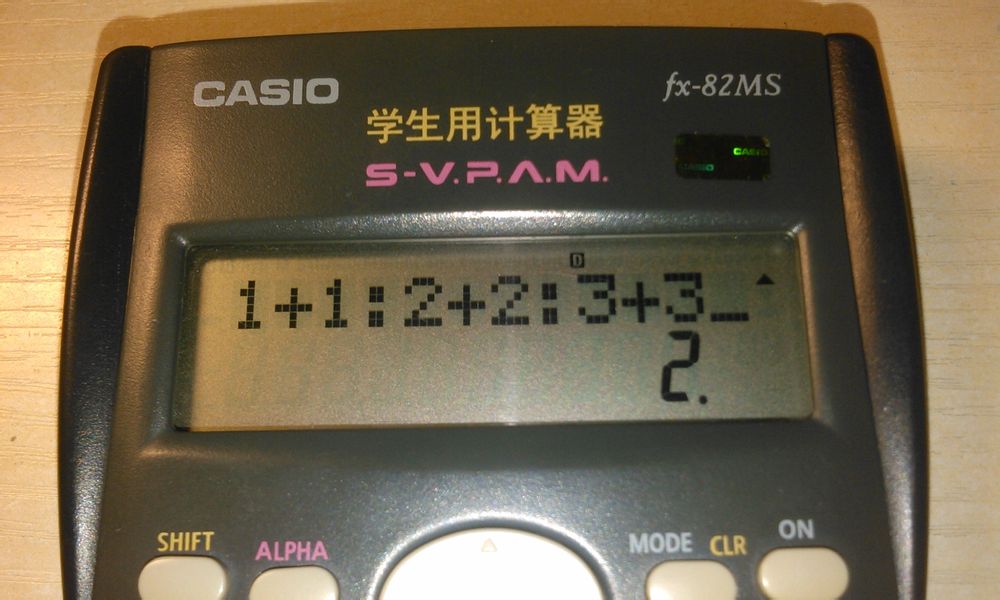 CASIO fx-82MS
学生用计算器
S-V.P.A.M.
CASIO
CASIO
D
1+1:2+2:3+3_
2.
SHIFT ALPHA MODE CLR ON